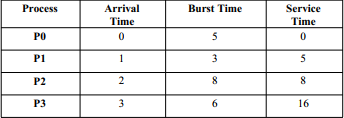 Process Arrival Time Burst Time Service Time
P0 0 5 0
P1 1 3 5
P2 2 8 8
P3 3 6 16